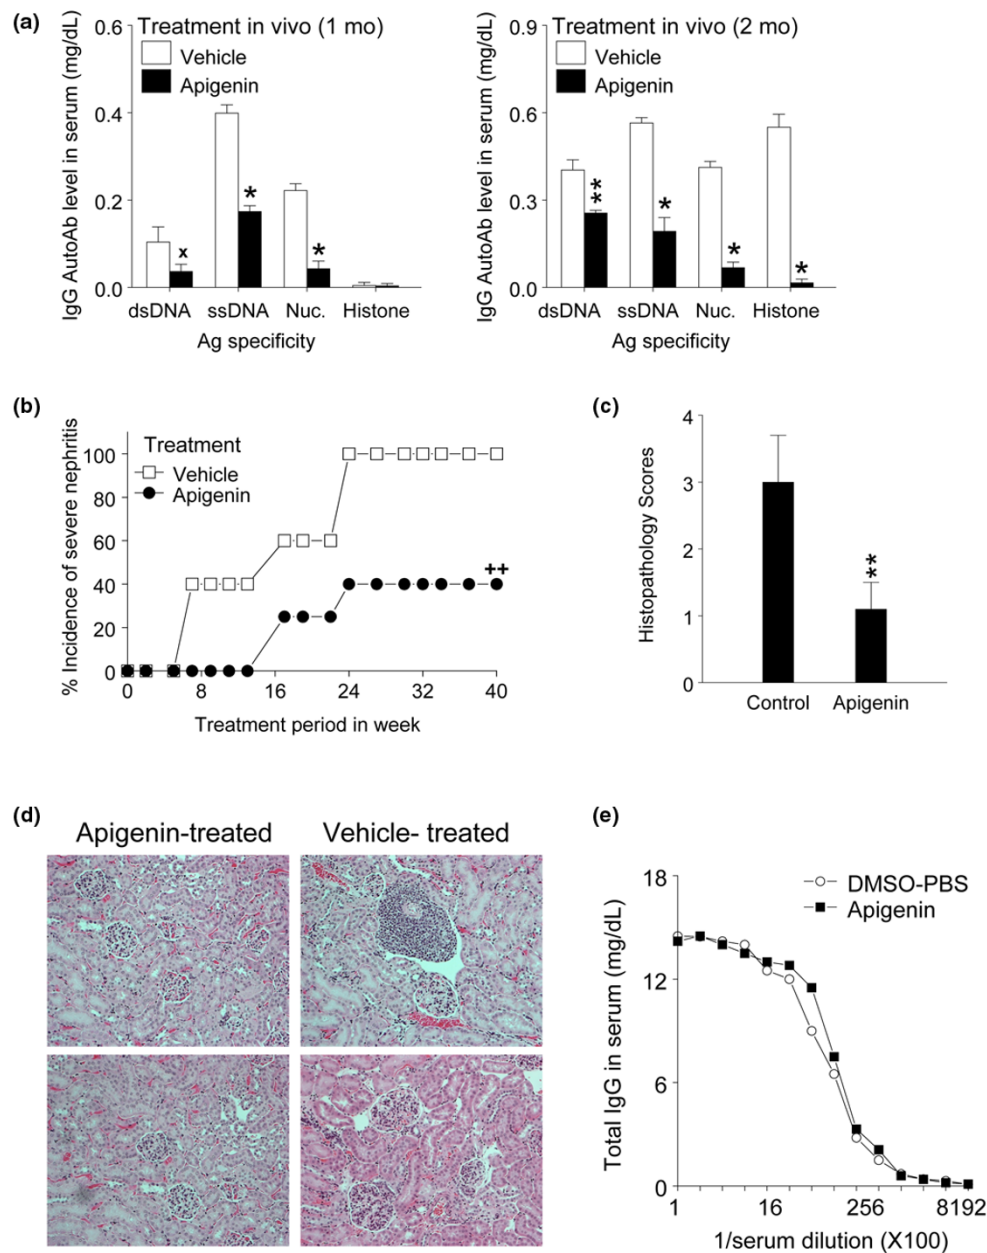 (a)
IgG AutoAb level in serum (mg/dL)
0.6
0.4
0.2
0.0
Treatment in vivo (1 mo)
Vehicle
Apigenin
x
*
*
dsDNA ssDNA Nuc. Histone
Ag specificity
IgG AutoAb level in serum (mg/dL)
0.9
0.6
0.3
0.0
Treatment in vivo (2 mo)
Vehicle
Apigenin
**
*
*
*
dsDNA ssDNA Nuc. Histone
Ag specificity
(b)
% Incidence of severe nephritis
100
80
60
40
20
0
Treatment
Vehicle
Apigenin
++
0 8 16 24 32 40
Treatment period in week
(c)
Histopathology Scores
4
3
2
1
0
**
Control Apigenin
(d)
Apigenin-treated Vehicle- treated
(e)
Total IgG in serum (mg/dL)
18
12
6
0
DMSO-PBS
Apigenin
1 16 256 8192
1/serum dilution (X100)